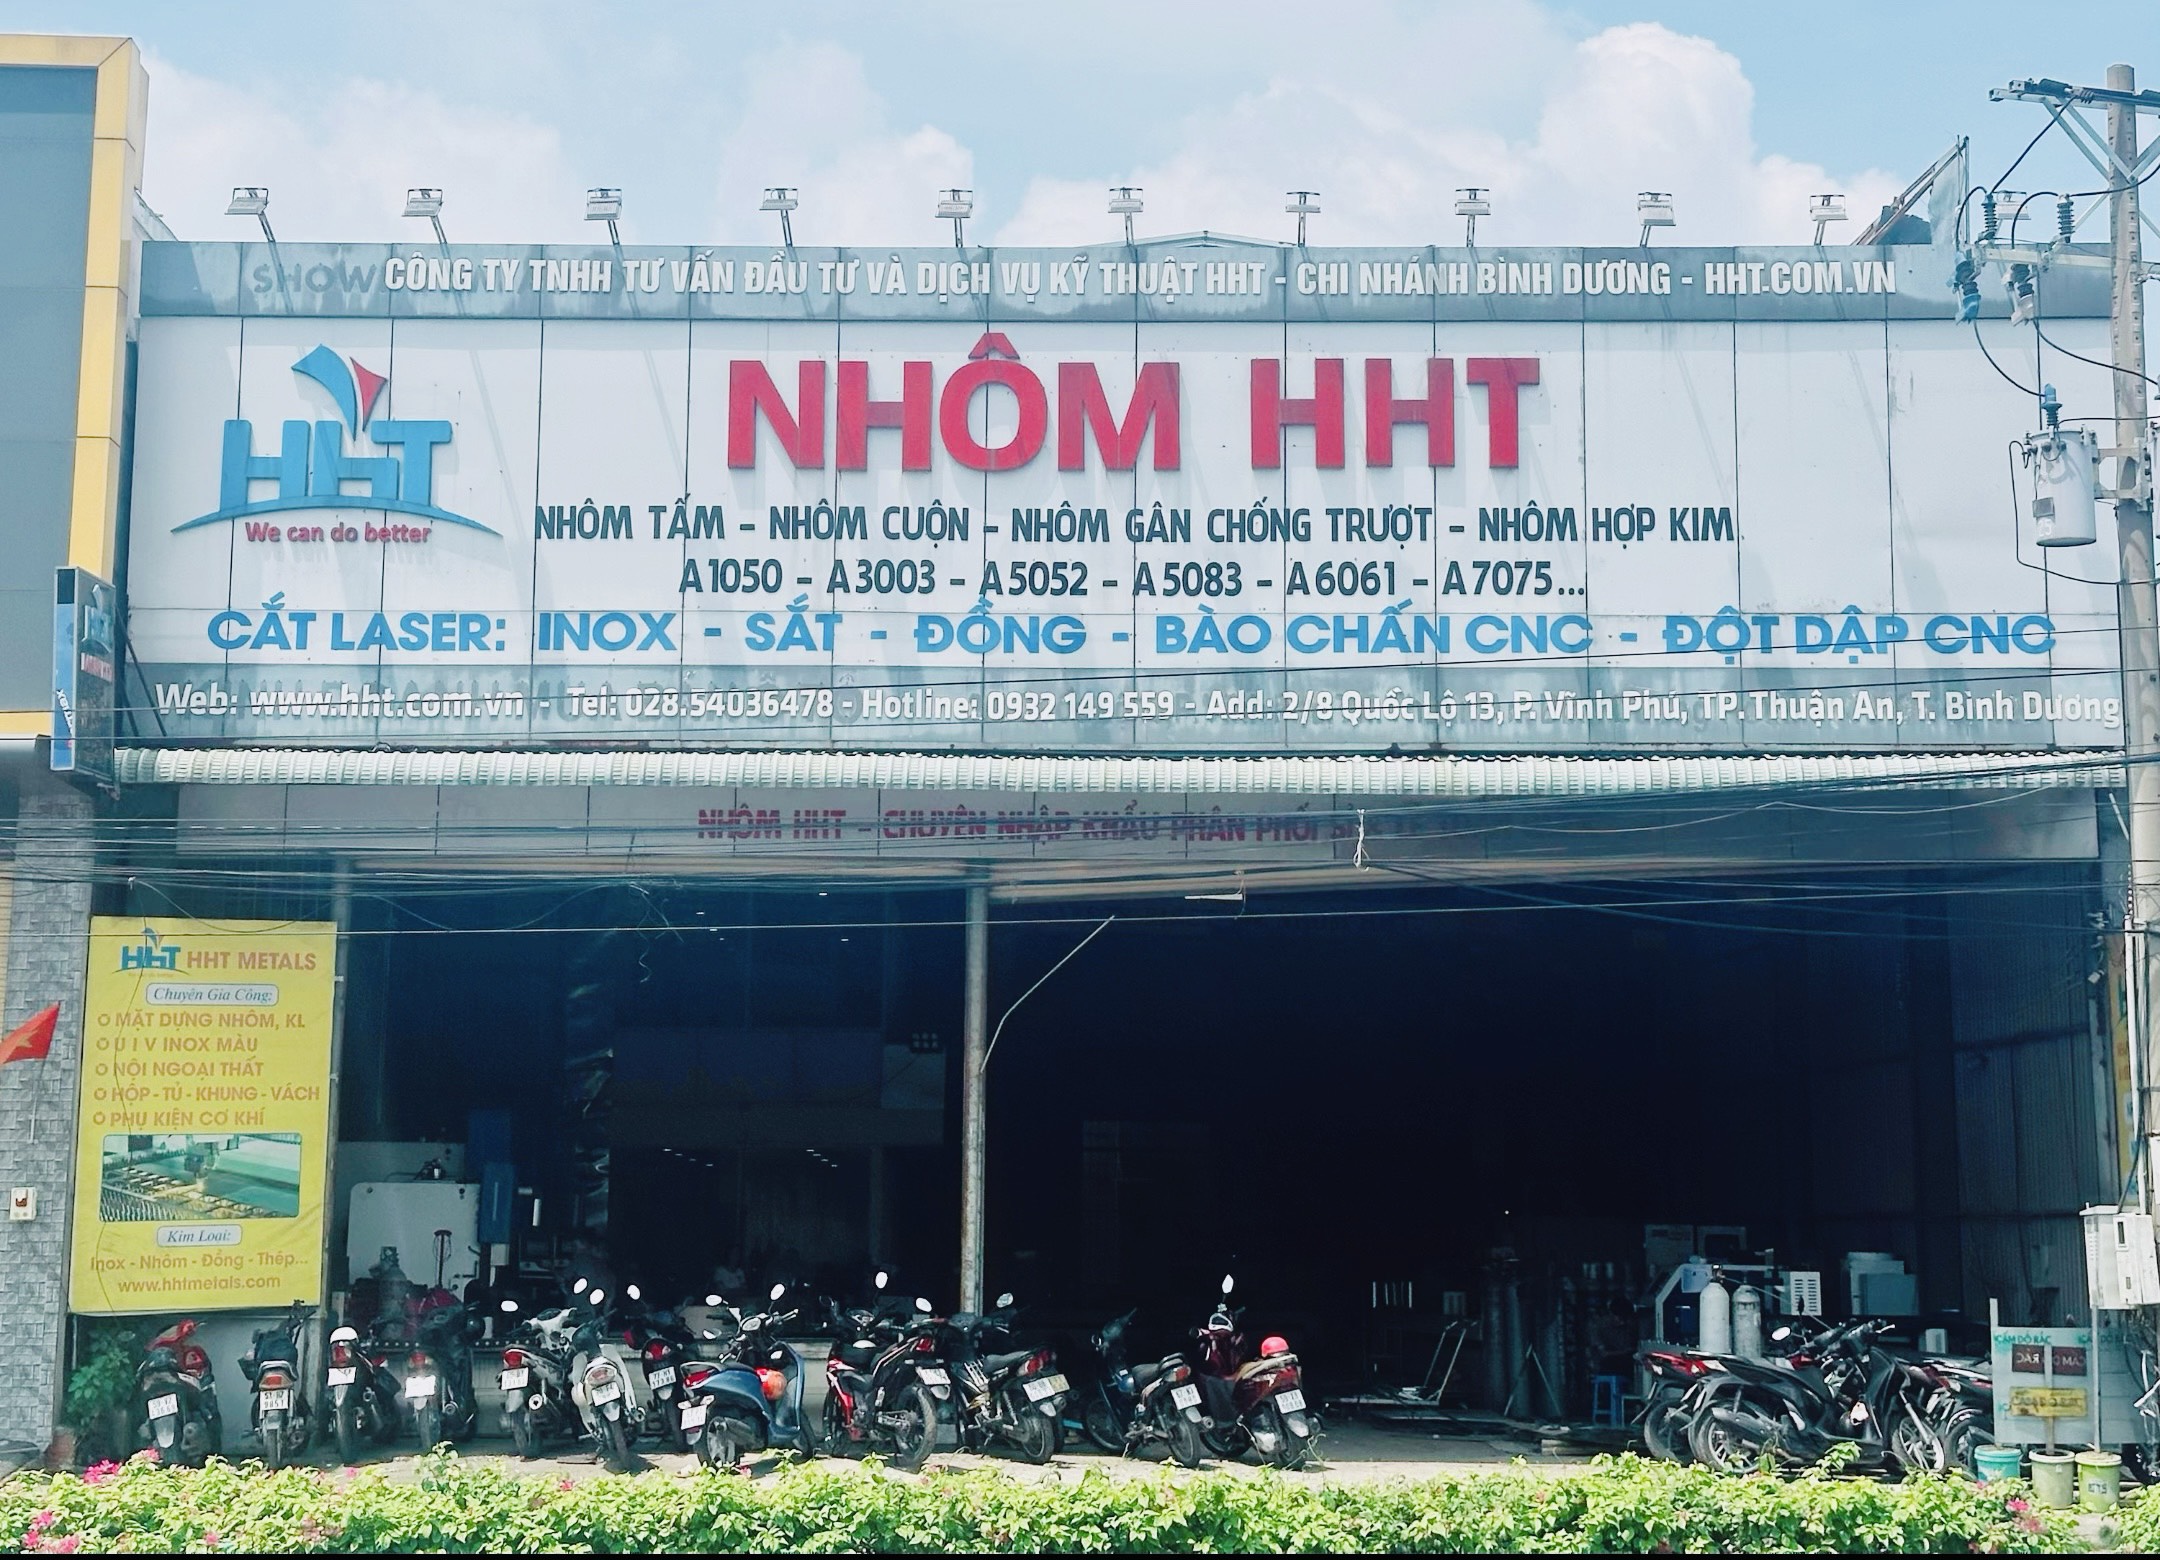 SHOW CÔNG TY TNHH TƯ VẤN ĐẦU TƯ VÀ DỊCH VỤ KỸ THUẬT HHT - CHI NHÁNH BÌNH DƯƠNG - HHT.COM.VN
NHÔM HHT
HHT
We can do better
NHÔM TẤM - NHÔM CUỘN - NHÔM GÂN CHỐNG TRƯỢT - NHÔM HỢP KIM
A1050 - A3003 - A5052 - A5083 - A6061 - A7075...
CẮT LASER: INOX - SẮT - ĐỒNG - BÀO CHẤN CNC - ĐỘT DẬP CNC
Web: www.hht.com.vn - Tel: 028.54036478 - Hotline: 0932 149 559 - Add: 2/8 Quốc Lộ 13, P. Vĩnh Phú, TP. Thuận An, T. Bình Dương
NHÔM HHT - CHUYÊN NHẬP KHẨU PHÂN PHỐI
HHT HHT METALS
Chuyên Gia Công:
MẶT DỰNG NHÔM, KL
U I V INOX MÀU
NỘI NGOẠI THẤT
HỘP - TỦ - KHUNG - VÁCH
PHỤ KIỆN CƠ KHÍ
Kim Loại:
Inox - Nhôm - Đồng - Thép...
www.hhtmetals.com
CẤM ĐỔ RÁC